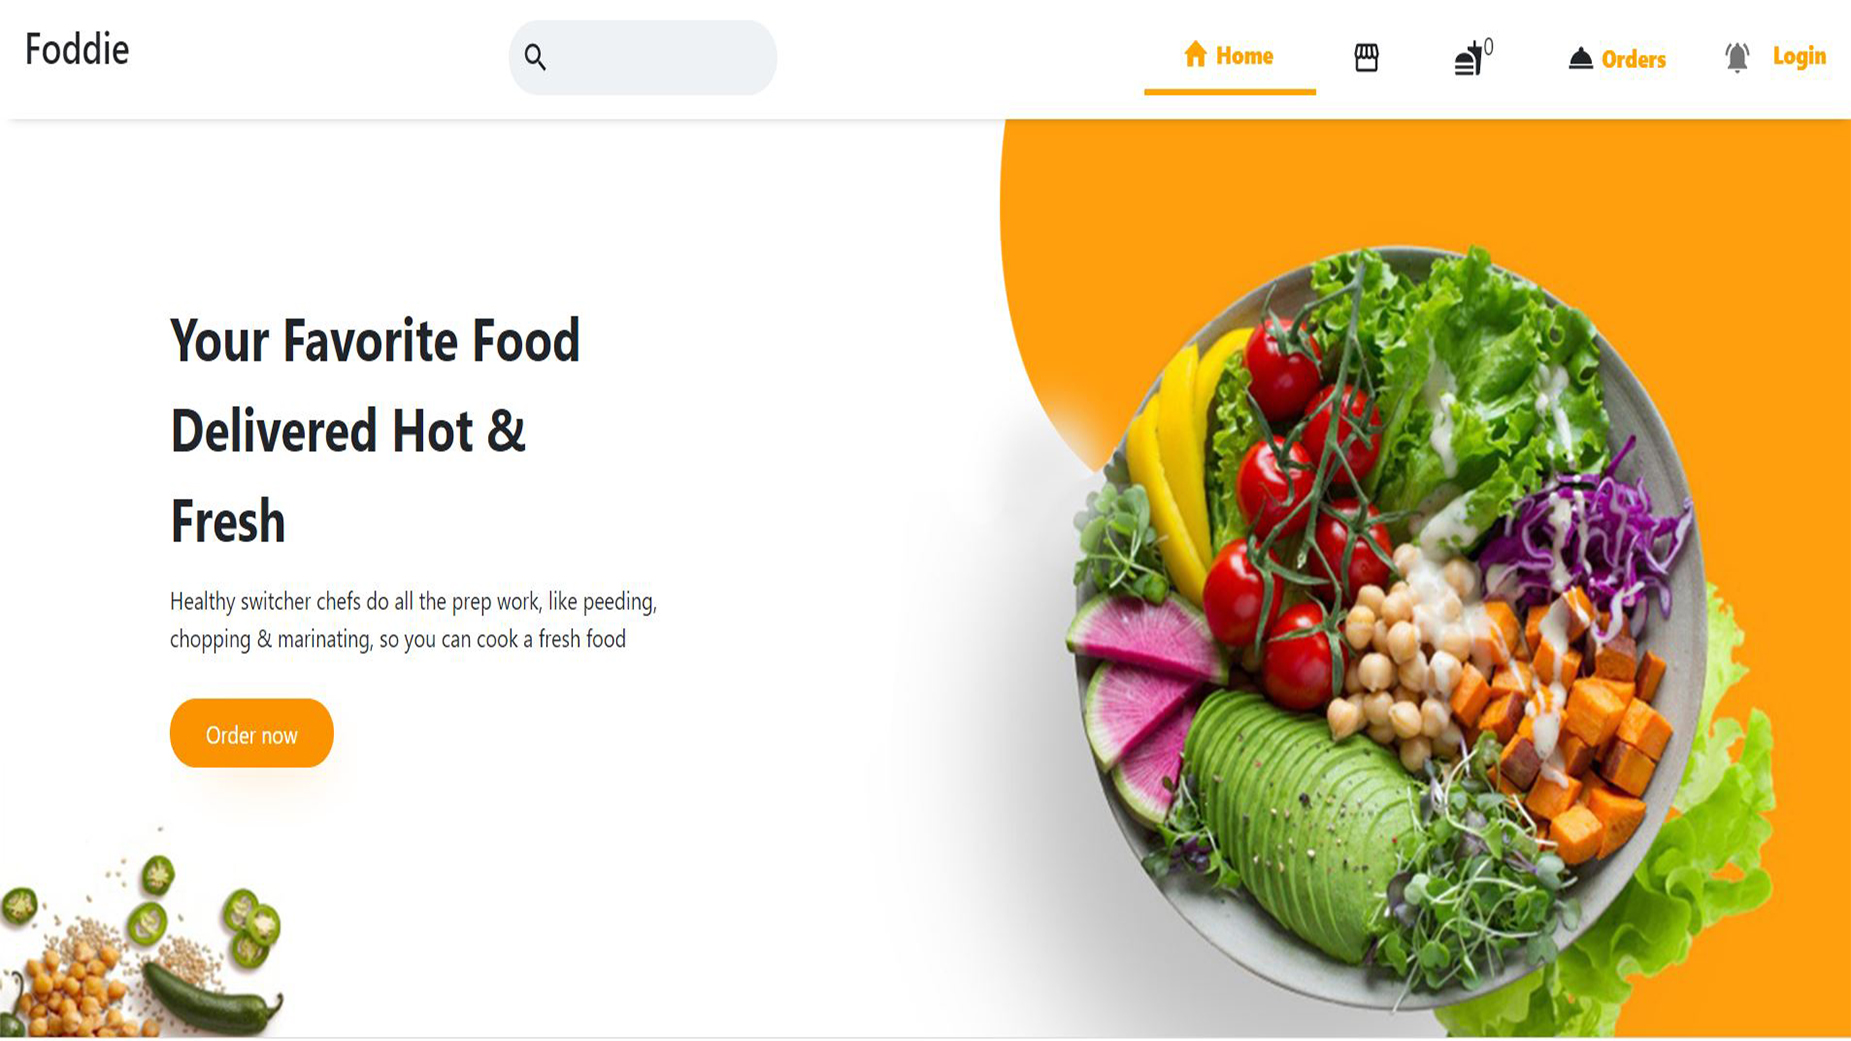 Foddie
Home
0
Orders
Login
Your Favorite Food
Delivered Hot &
Fresh
Healthy switcher chefs do all the prep work, like peeding,
chopping & marinating, so you can cook a fresh food
Order now